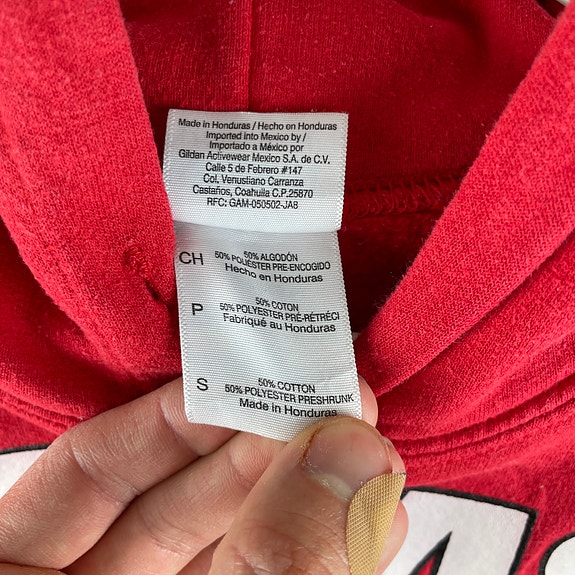 Made in Honduras / Hecho en Honduras
Imported into Mexico by /
Importado a México por
Gildan Activewear Mexico S.A. de C.V.
Calle 5 de Febrero #147
Col. Venustiano Carranza
Castaños, Coahuila C.P.25870
RFC: GAM-050502-JA8
CH 50% ALGODÓN
50% POLIÉSTER PRE-ENCOGIDO
Hecho en Honduras
P 50% COTON
50% POLYESTER PRÉ-RÉTRÉCI
Fabriqué au Honduras
S 50% COTTON
50% POLYESTER PRESHRUNK
Made in Honduras